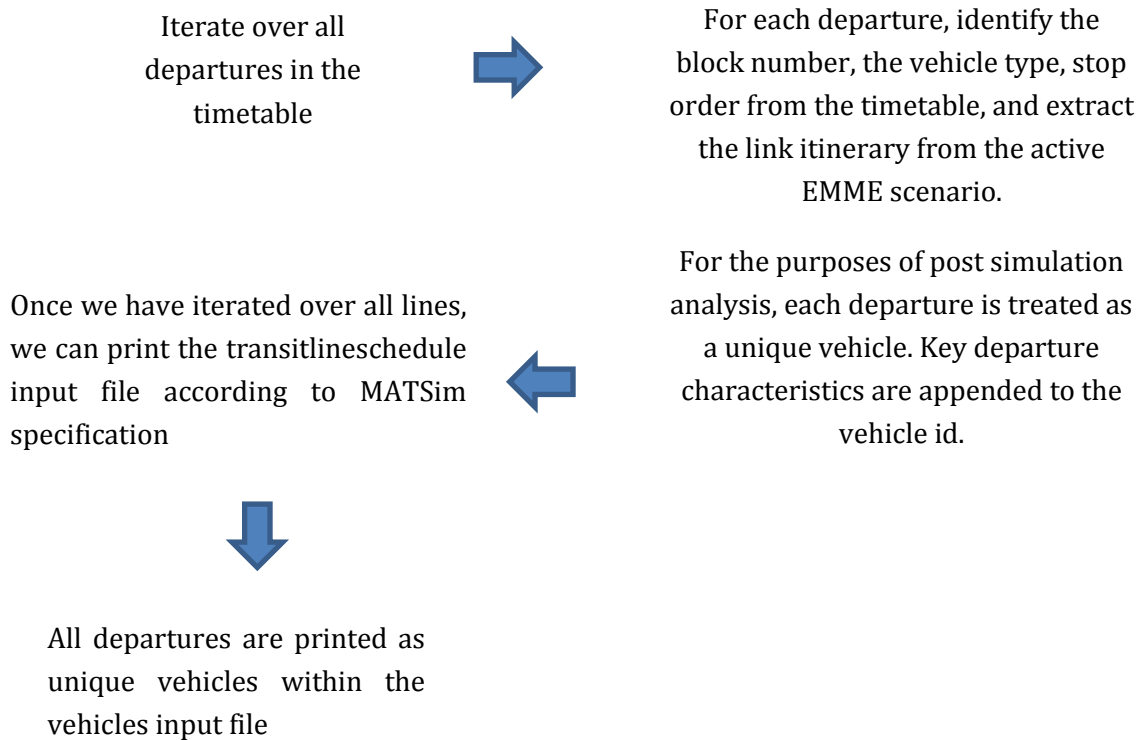 Iterate over all
departures in the
timetable
For each departure, identify the
block number, the vehicle type, stop
order from the timetable, and extract
the link itinerary from the active
EMME scenario.
For the purposes of post simulation
analysis, each departure is treated as
a unique vehicle. Key departure
characteristics are appended to the
vehicle id.
Once we have iterated over all lines,
we can print the transitlineschedule
input file according to MATSim
specification
All departures are printed as
unique vehicles within the
vehicles input file